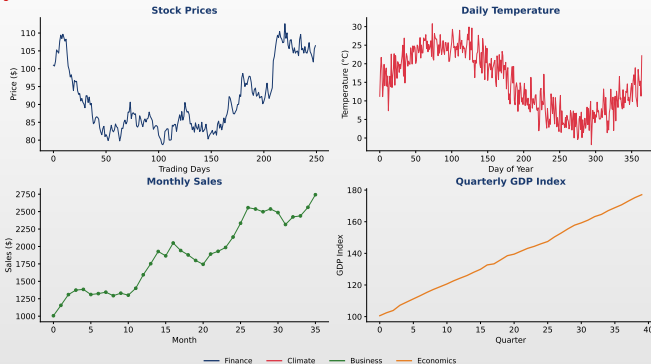 Stock Prices
Price ($)
110
105
100
95
90
85
80
0 50 100 150 200 250
Trading Days
Daily Temperature
Temperature (°C)
30
25
20
15
10
5
0
0 50 100 150 200 250 300 350
Day of Year
Monthly Sales
Sales ($)
2750
2500
2250
2000
1750
1500
1250
1000
0 5 10 15 20 25 30 35
Month
Quarterly GDP Index
GDP Index
180
160
140
120
100
0 5 10 15 20 25 30 35 40
Quarter
Finance Climate Business Economics